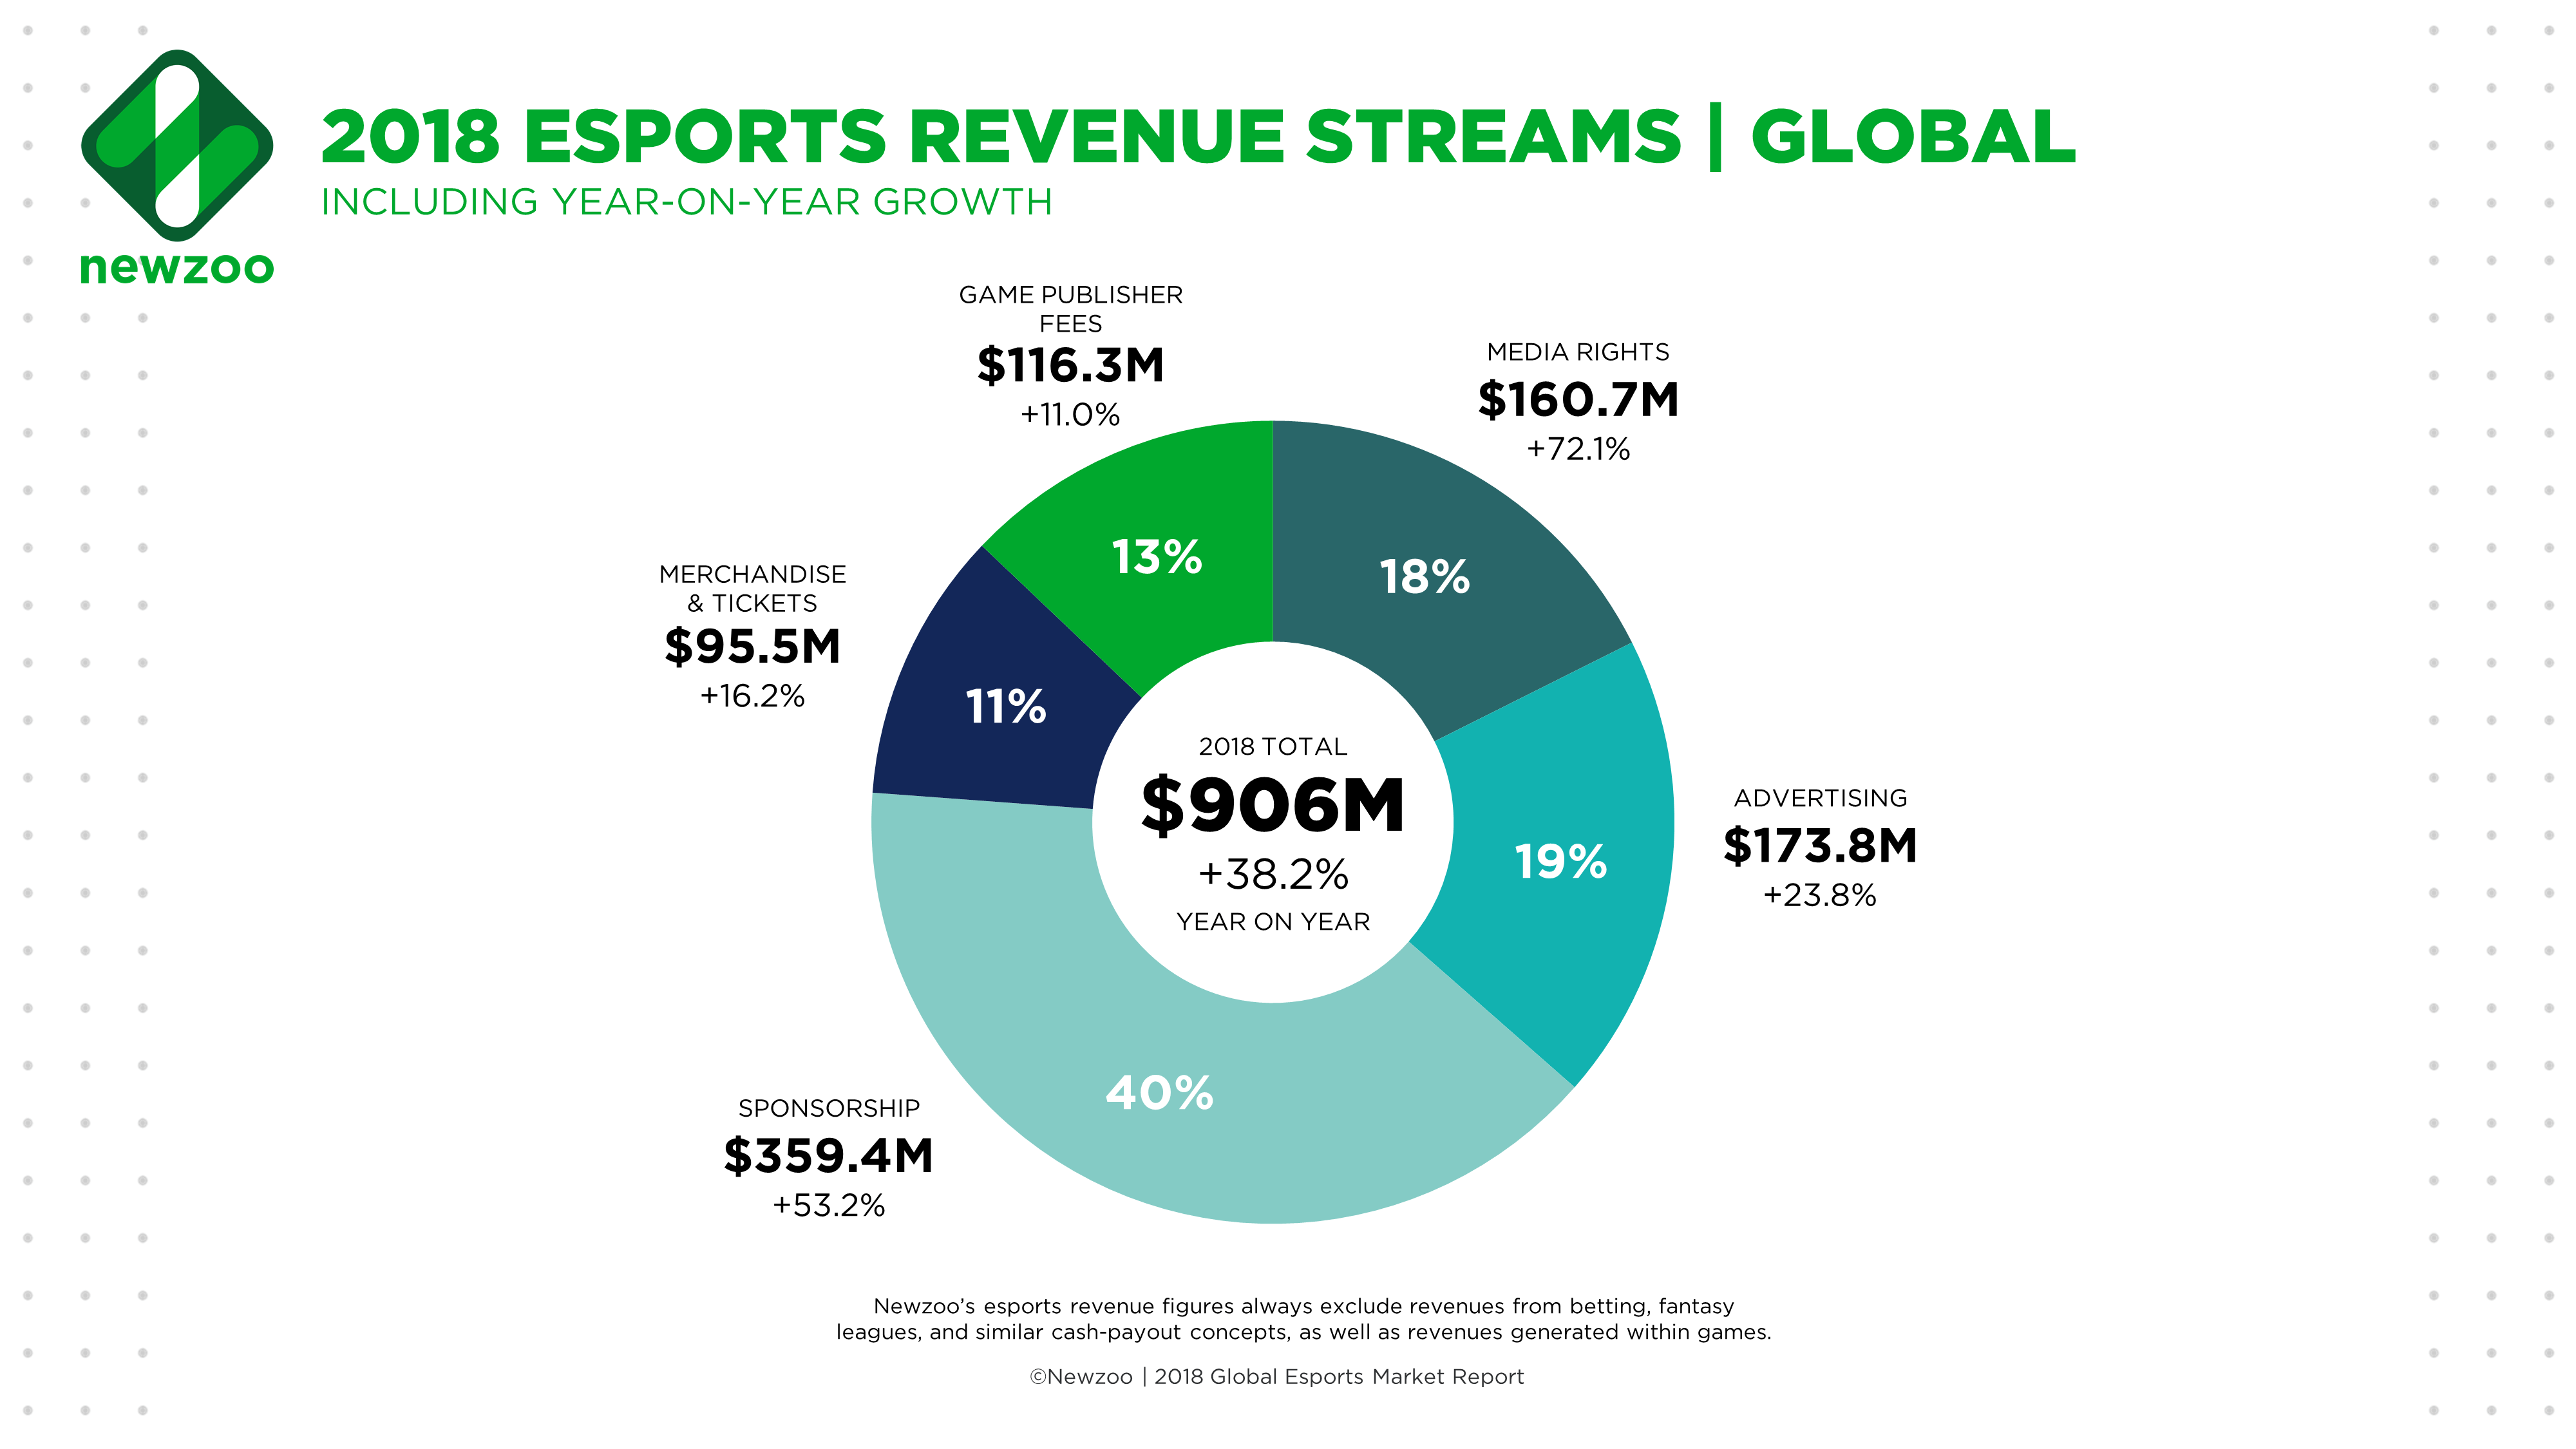 newzoo
2018 ESPORTS REVENUE STREAMS | GLOBAL
INCLUDING YEAR-ON-YEAR GROWTH
GAME PUBLISHER
FEES
$116.3M
+11.0%
MEDIA RIGHTS
$160.7M
+72.1%
13%
18%
MERCHANDISE
& TICKETS
$95.5M
+16.2%
11%
2018 TOTAL
$906M
+38.2%
YEAR ON YEAR
19%
ADVERTISING
$173.8M
+23.8%
40%
SPONSORSHIP
$359.4M
+53.2%
Newzoo’s esports revenue figures always exclude revenues from betting, fantasy
leagues, and similar cash-payout concepts, as well as revenues generated within games.
©Newzoo | 2018 Global Esports Market Report